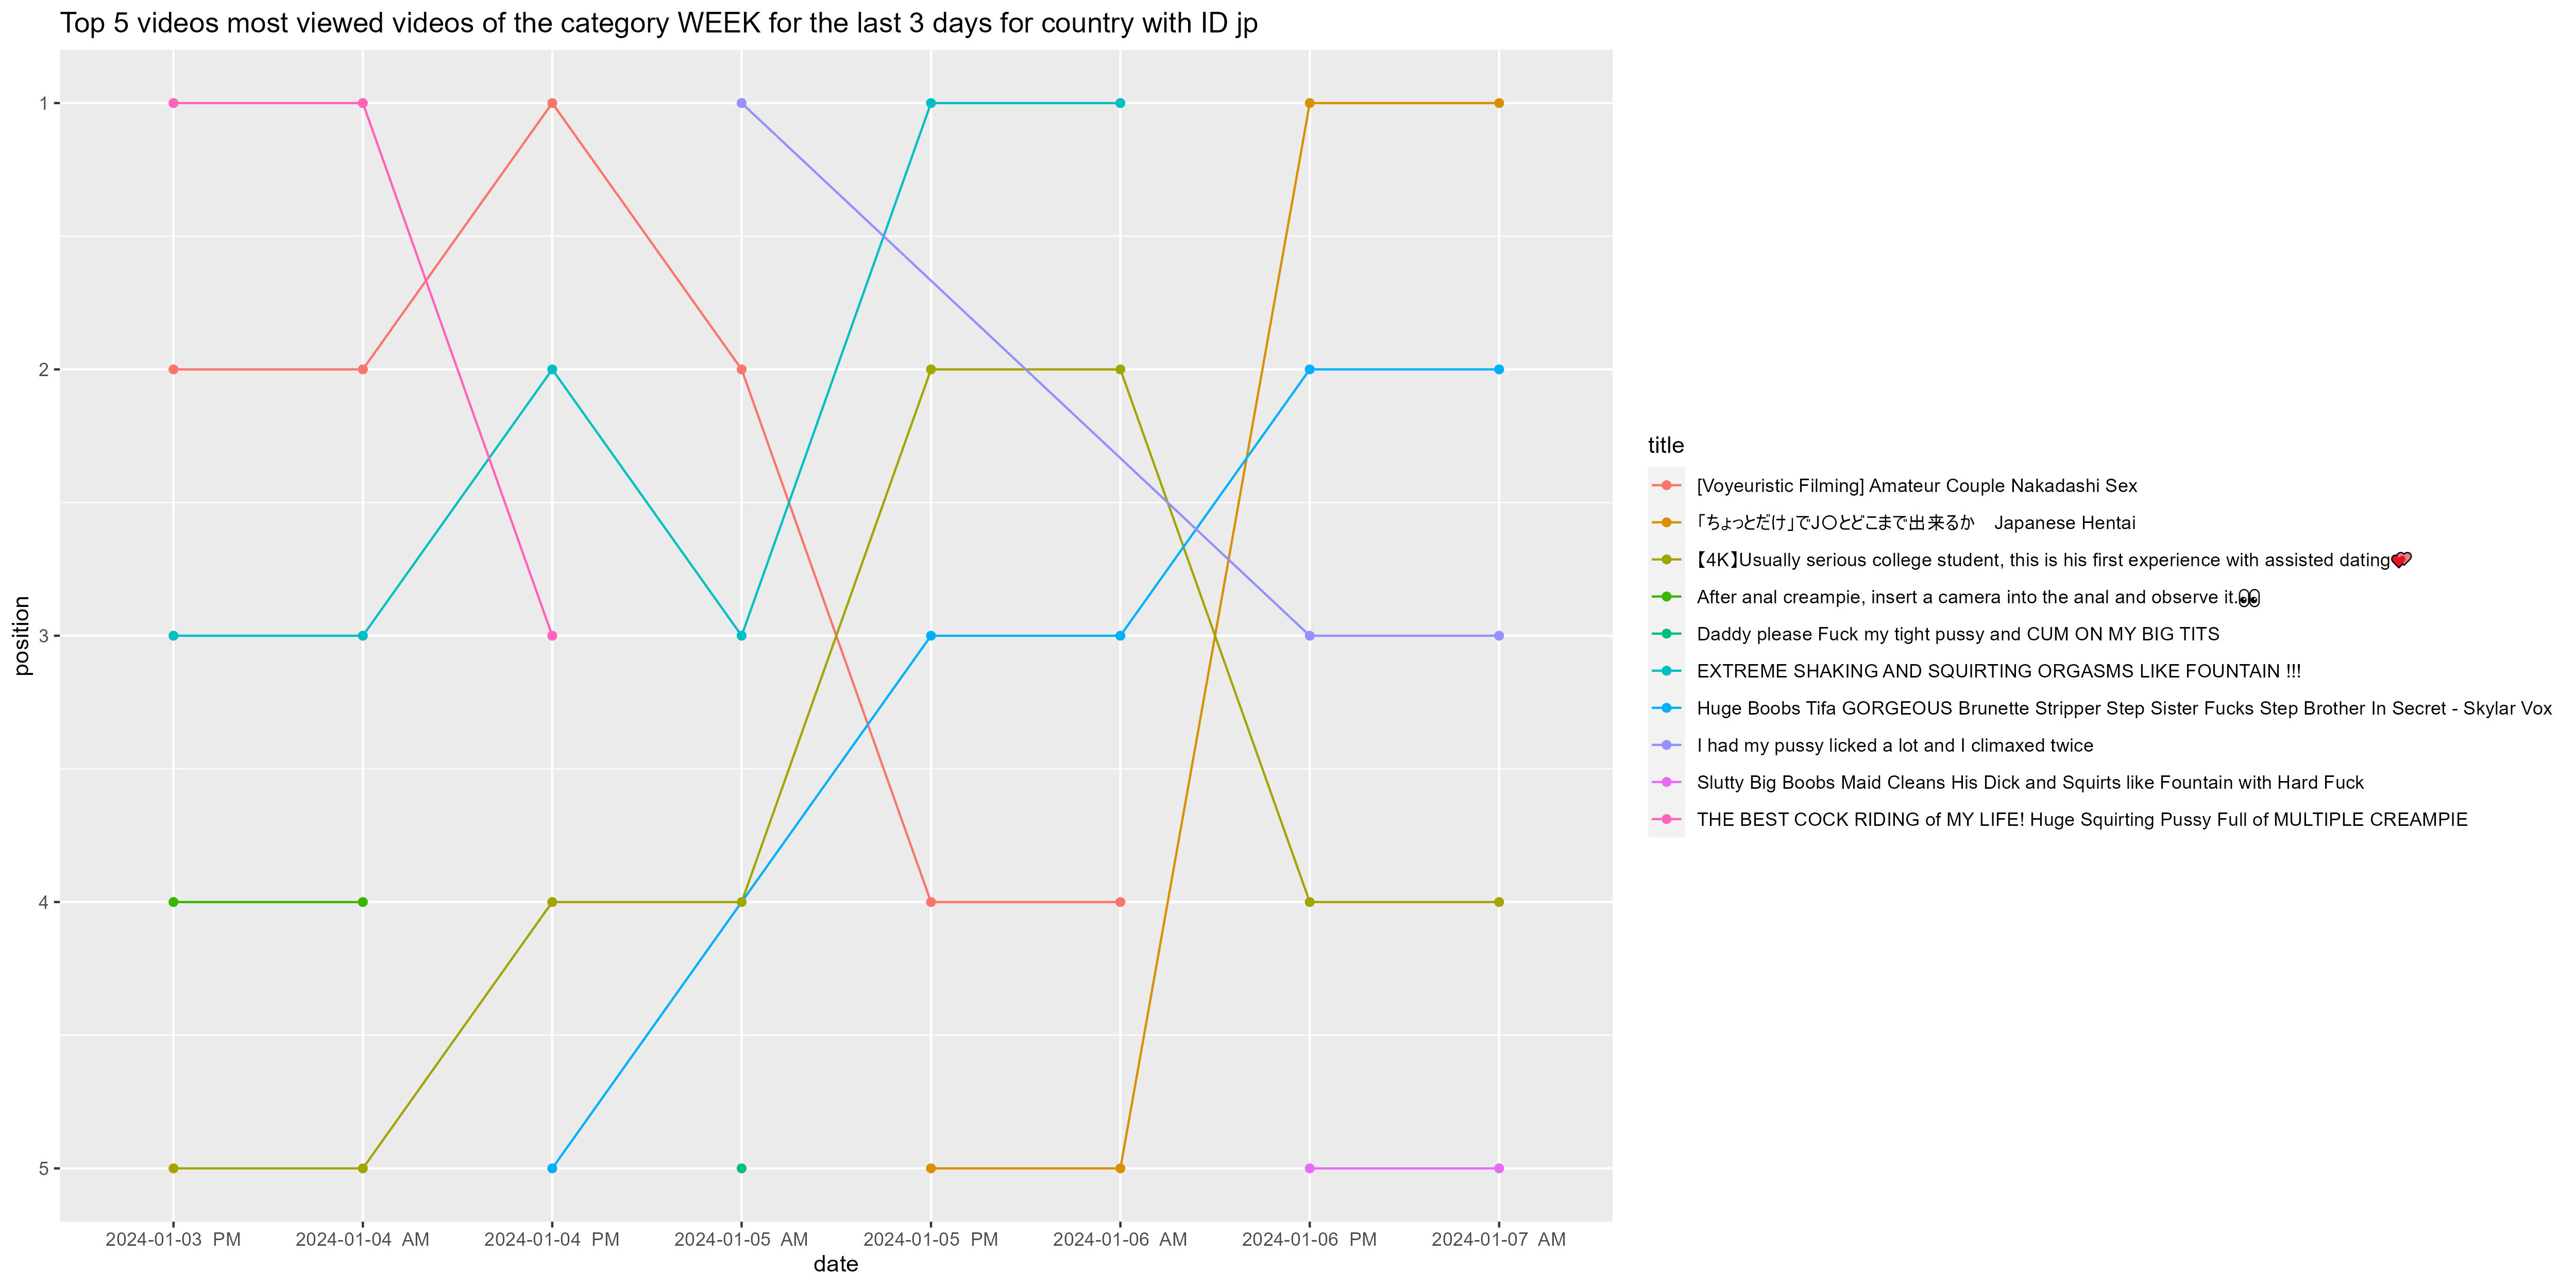 Top 5 videos most viewed videos of the category WEEK for the last 3 days for country with ID jp
position
1
2
3
4
5
2024-01-03 PM
2024-01-04 AM
2024-01-04 PM
2024-01-05 AM
2024-01-05 PM
2024-01-06 AM
2024-01-06 PM
2024-01-07 AM
date
title
[Voyeuristic Filming] Amateur Couple Nakadashi Sex
「ちょっとだけ」でJ〇とどこまで出来るか　Japanese Hentai
【4K】Usually serious college student, this is his first experience with assisted dating💕
After anal creampie, insert a camera into the anal and observe it.👀
Daddy please Fuck my tight pussy and CUM ON MY BIG TITS
EXTREME SHAKING AND SQUIRTING ORGASMS LIKE FOUNTAIN !!!
Huge Boobs Tifa GORGEOUS Brunette Stripper Step Sister Fucks Step Brother In Secret - Skylar Vox
I had my pussy licked a lot and I climaxed twice
Slutty Big Boobs Maid Cleans His Dick and Squirts like Fountain with Hard Fuck
THE BEST COCK RIDING of MY LIFE! Huge Squirting Pussy Full of MULTIPLE CREAMPIE